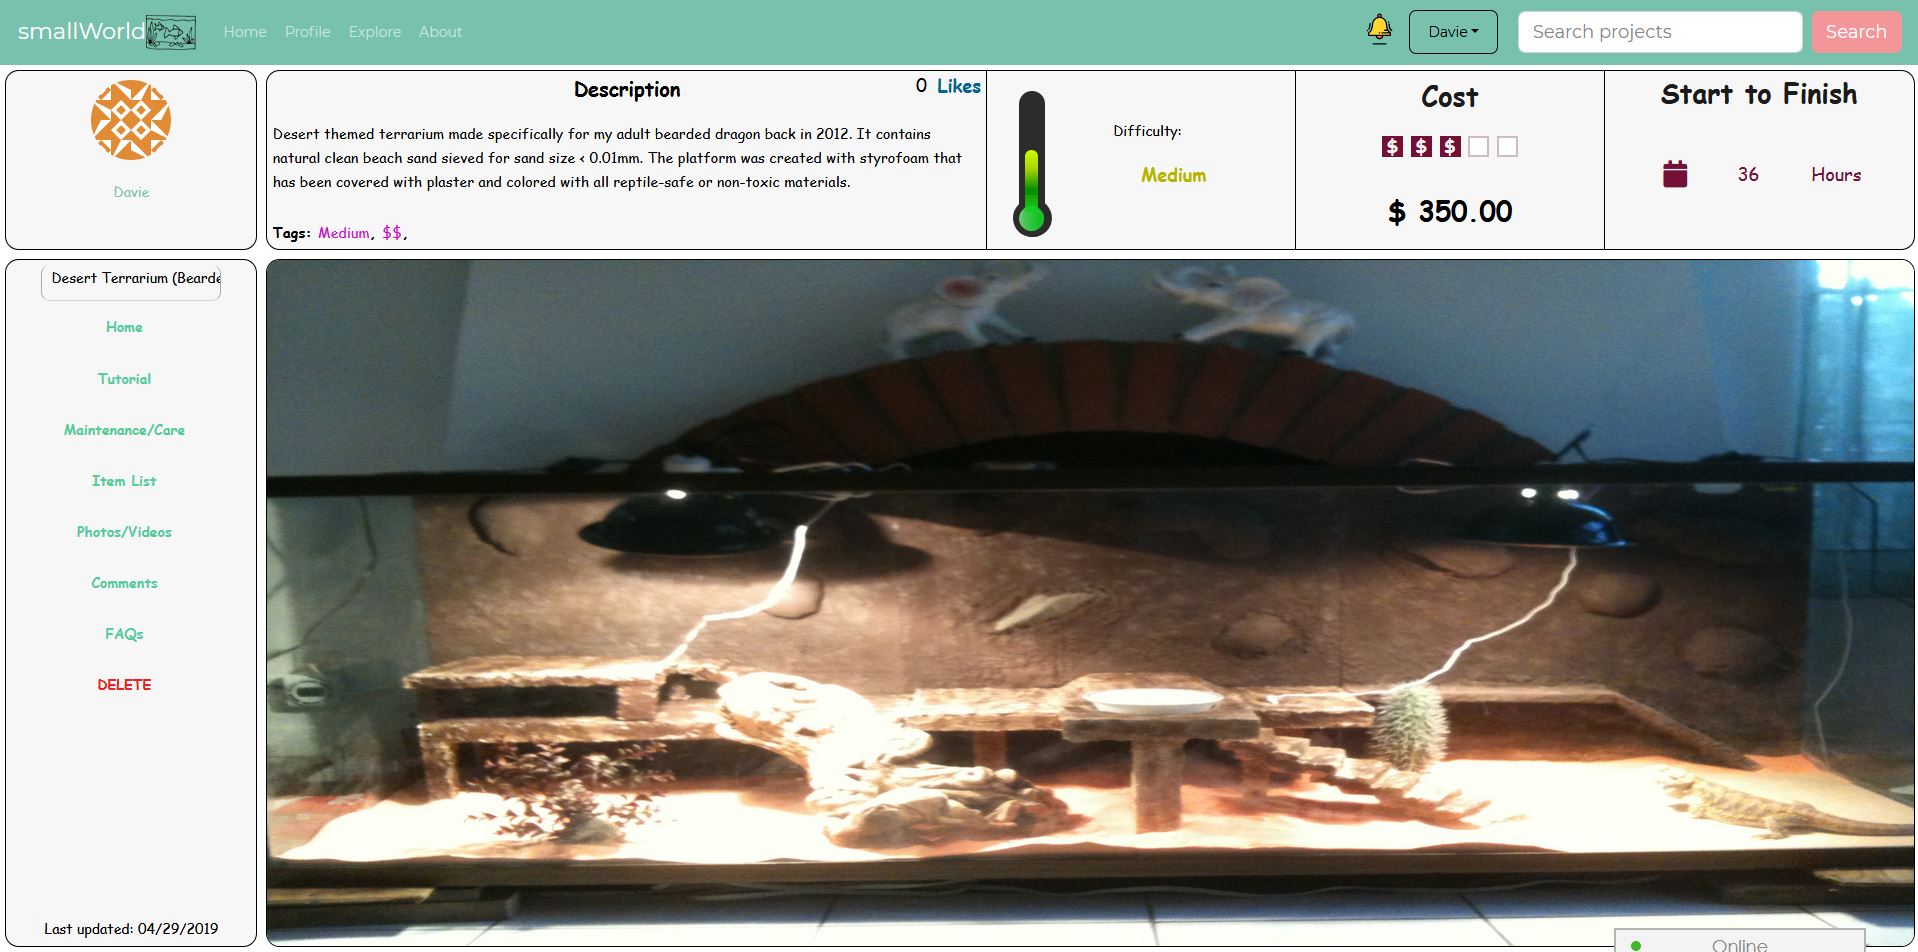 smallWorld
Home Profile Explore About
Davie
Search projects
Search
Davie
Description
0 Likes
Desert themed terrarium made specifically for my adult bearded dragon back in 2012. It contains
natural clean beach sand sieved for sand size < 0.01mm. The platform was created with styrofoam that
has been covered with plaster and colored with all reptile-safe or non-toxic materials.
Tags: Medium, $$,
Difficulty:
Medium
Cost
$ $ $
$ 350.00
Start to Finish
36 Hours
Desert Terrarium (Bearde
Home
Tutorial
Maintenance/Care
Item List
Photos/Videos
Comments
FAQs
DELETE
Last updated: 04/29/2019
Online